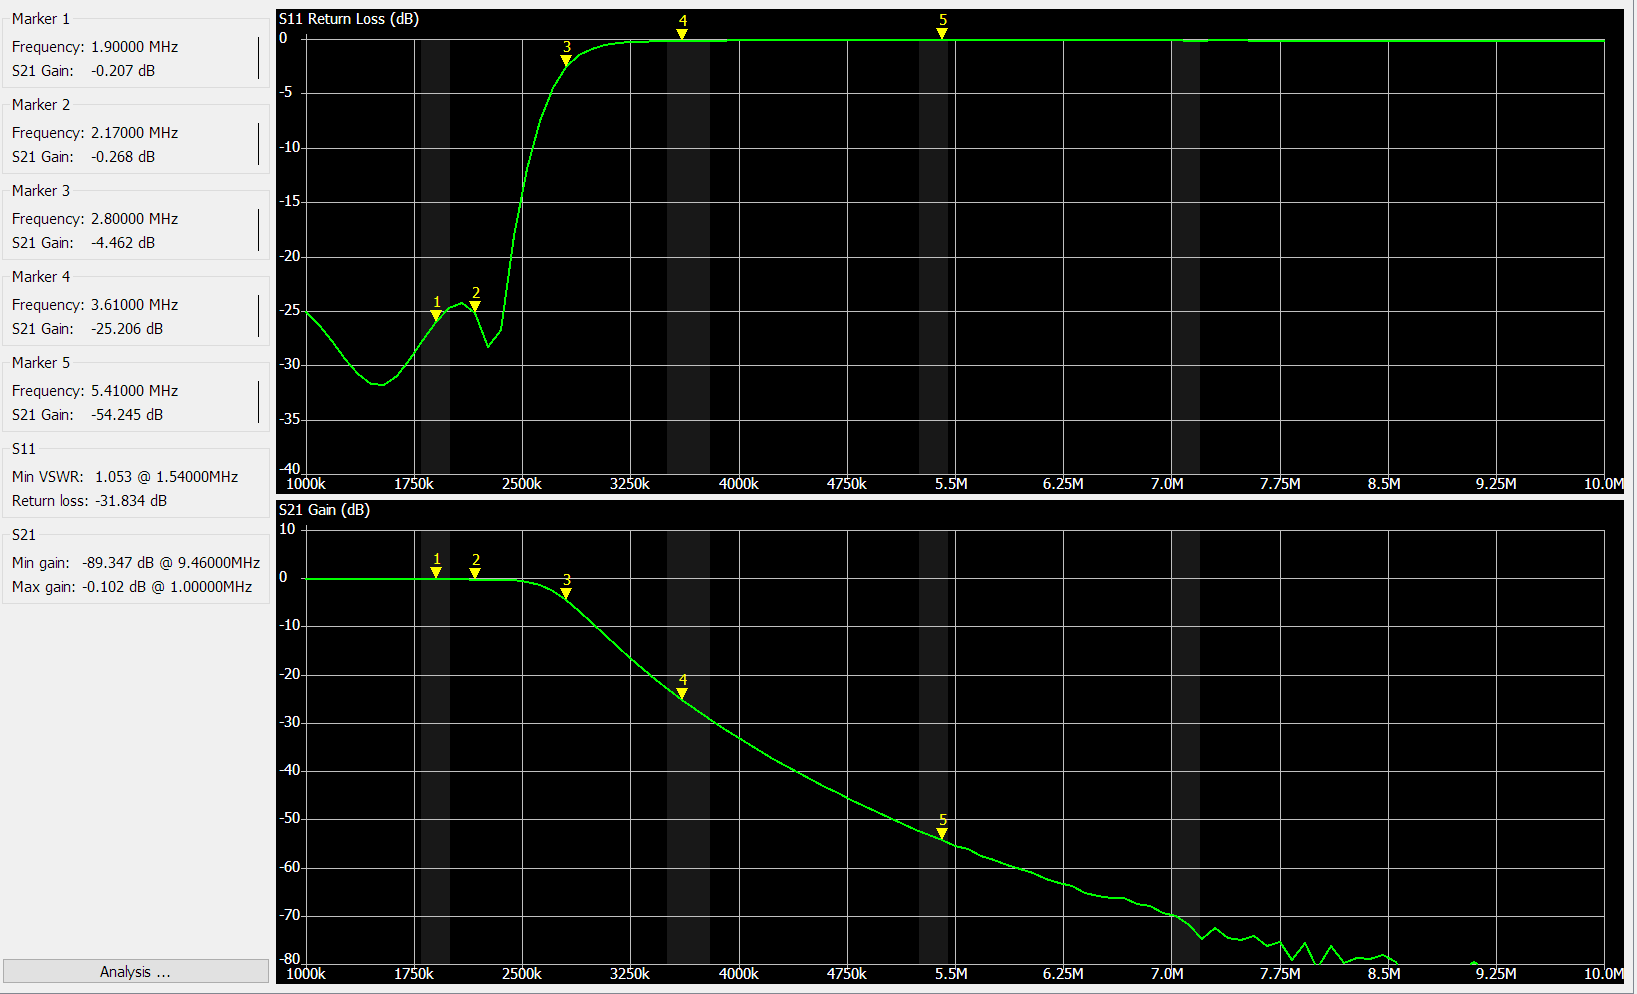 Marker 1
Frequency: 1.90000 MHz
S21 Gain: -0.207 dB
Marker 2
Frequency: 2.17000 MHz
S21 Gain: -0.268 dB
Marker 3
Frequency: 2.80000 MHz
S21 Gain: -4.462 dB
Marker 4
Frequency: 3.61000 MHz
S21 Gain: -25.206 dB
Marker 5
Frequency: 5.41000 MHz
S21 Gain: -54.245 dB
S11
Min VSWR: 1.053 @ 1.54000MHz
Return loss: -31.834 dB
S21
Min gain: -89.347 dB @ 9.46000MHz
Max gain: -0.102 dB @ 1.00000MHz
Analysis ...
S11 Return Loss (dB)
4 5
0
3
-5
-10
-15
-20
1 2
-25
-30
-35
-40
1000k 1750k 2500k 3250k 4000k 4750k 5.5M 6.25M 7.0M 7.75M 8.5M 9.25M 10.0M
S21 Gain (dB)
10
1 2
0
3
-10
-20
4
-30
-40
-50
5
-60
-70
-80
1000k 1750k 2500k 3250k 4000k 4750k 5.5M 6.25M 7.0M 7.75M 8.5M 9.25M 10.0M